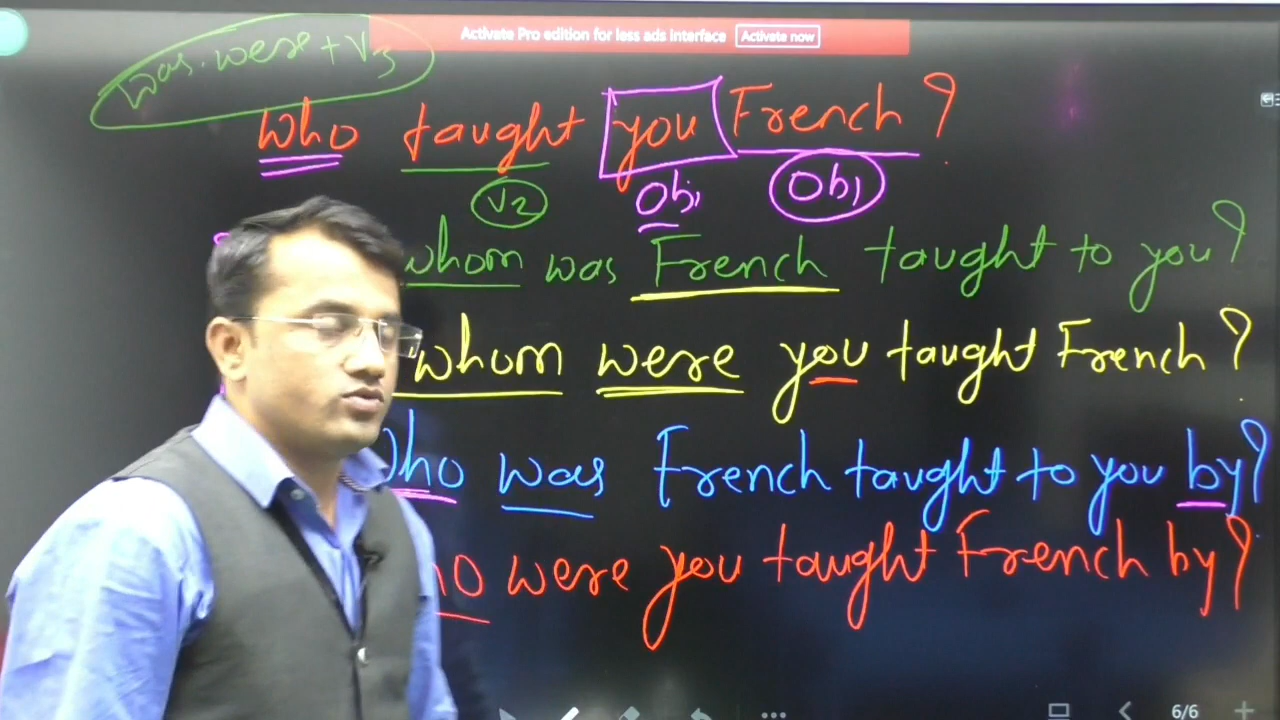 Activate Pro edition for less ads interface Activate now
was.were + V3
Who taught you French?
V2 Obj Obj
whom was French taught to you?
whom were you taught French?
Who was French taught to you by?
were you taught French by?
6/6